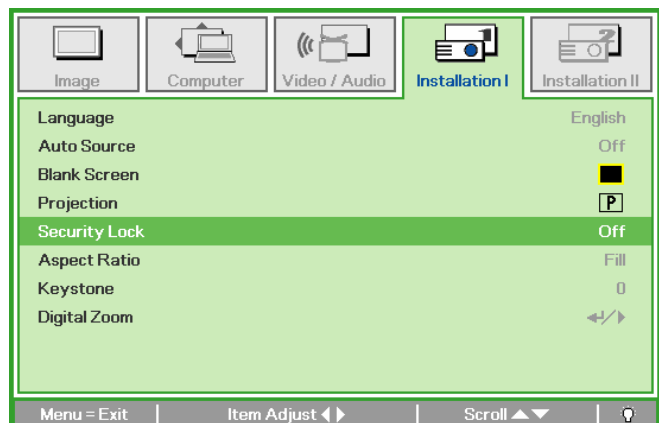 Image Computer Video / Audio Installation I Installation II
Language English
Auto Source Off
Blank Screen
Projection P
Security Lock Off
Aspect Ratio Fill
Keystone 0
Digital Zoom
Menu = Exit Item Adjust Scroll